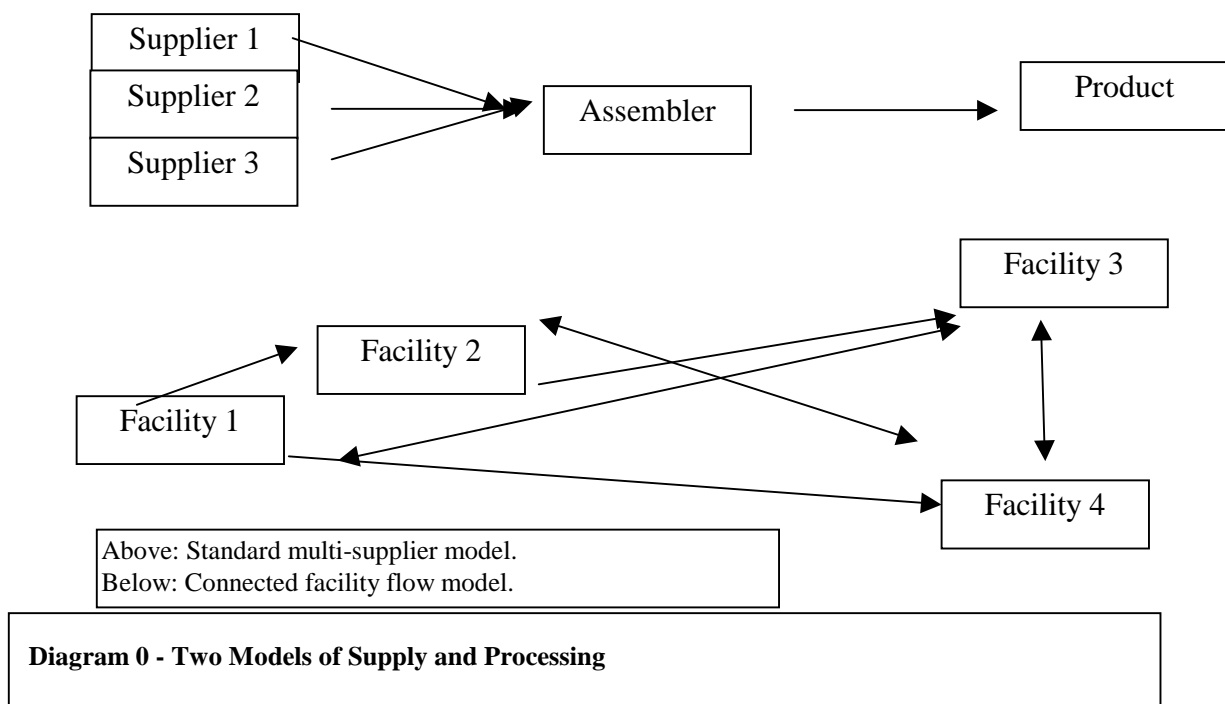 Supplier 1
Supplier 2
Supplier 3
Assembler
Product
Facility 3
Facility 2
Facility 1
Facility 4
Above: Standard multi-supplier model.
Below: Connected facility flow model.
Diagram 0 - Two Models of Supply and Processing